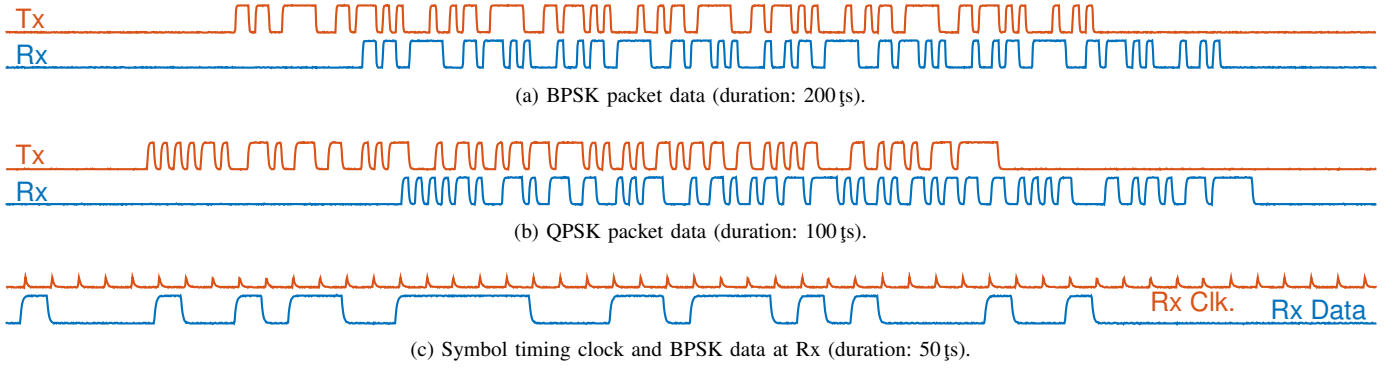 Tx
Rx
(a) BPSK packet data (duration: 200 ţs).
Tx
Rx
(b) QPSK packet data (duration: 100 ţs).
Rx Clk.
Rx Data
(c) Symbol timing clock and BPSK data at Rx (duration: 50 ţs).